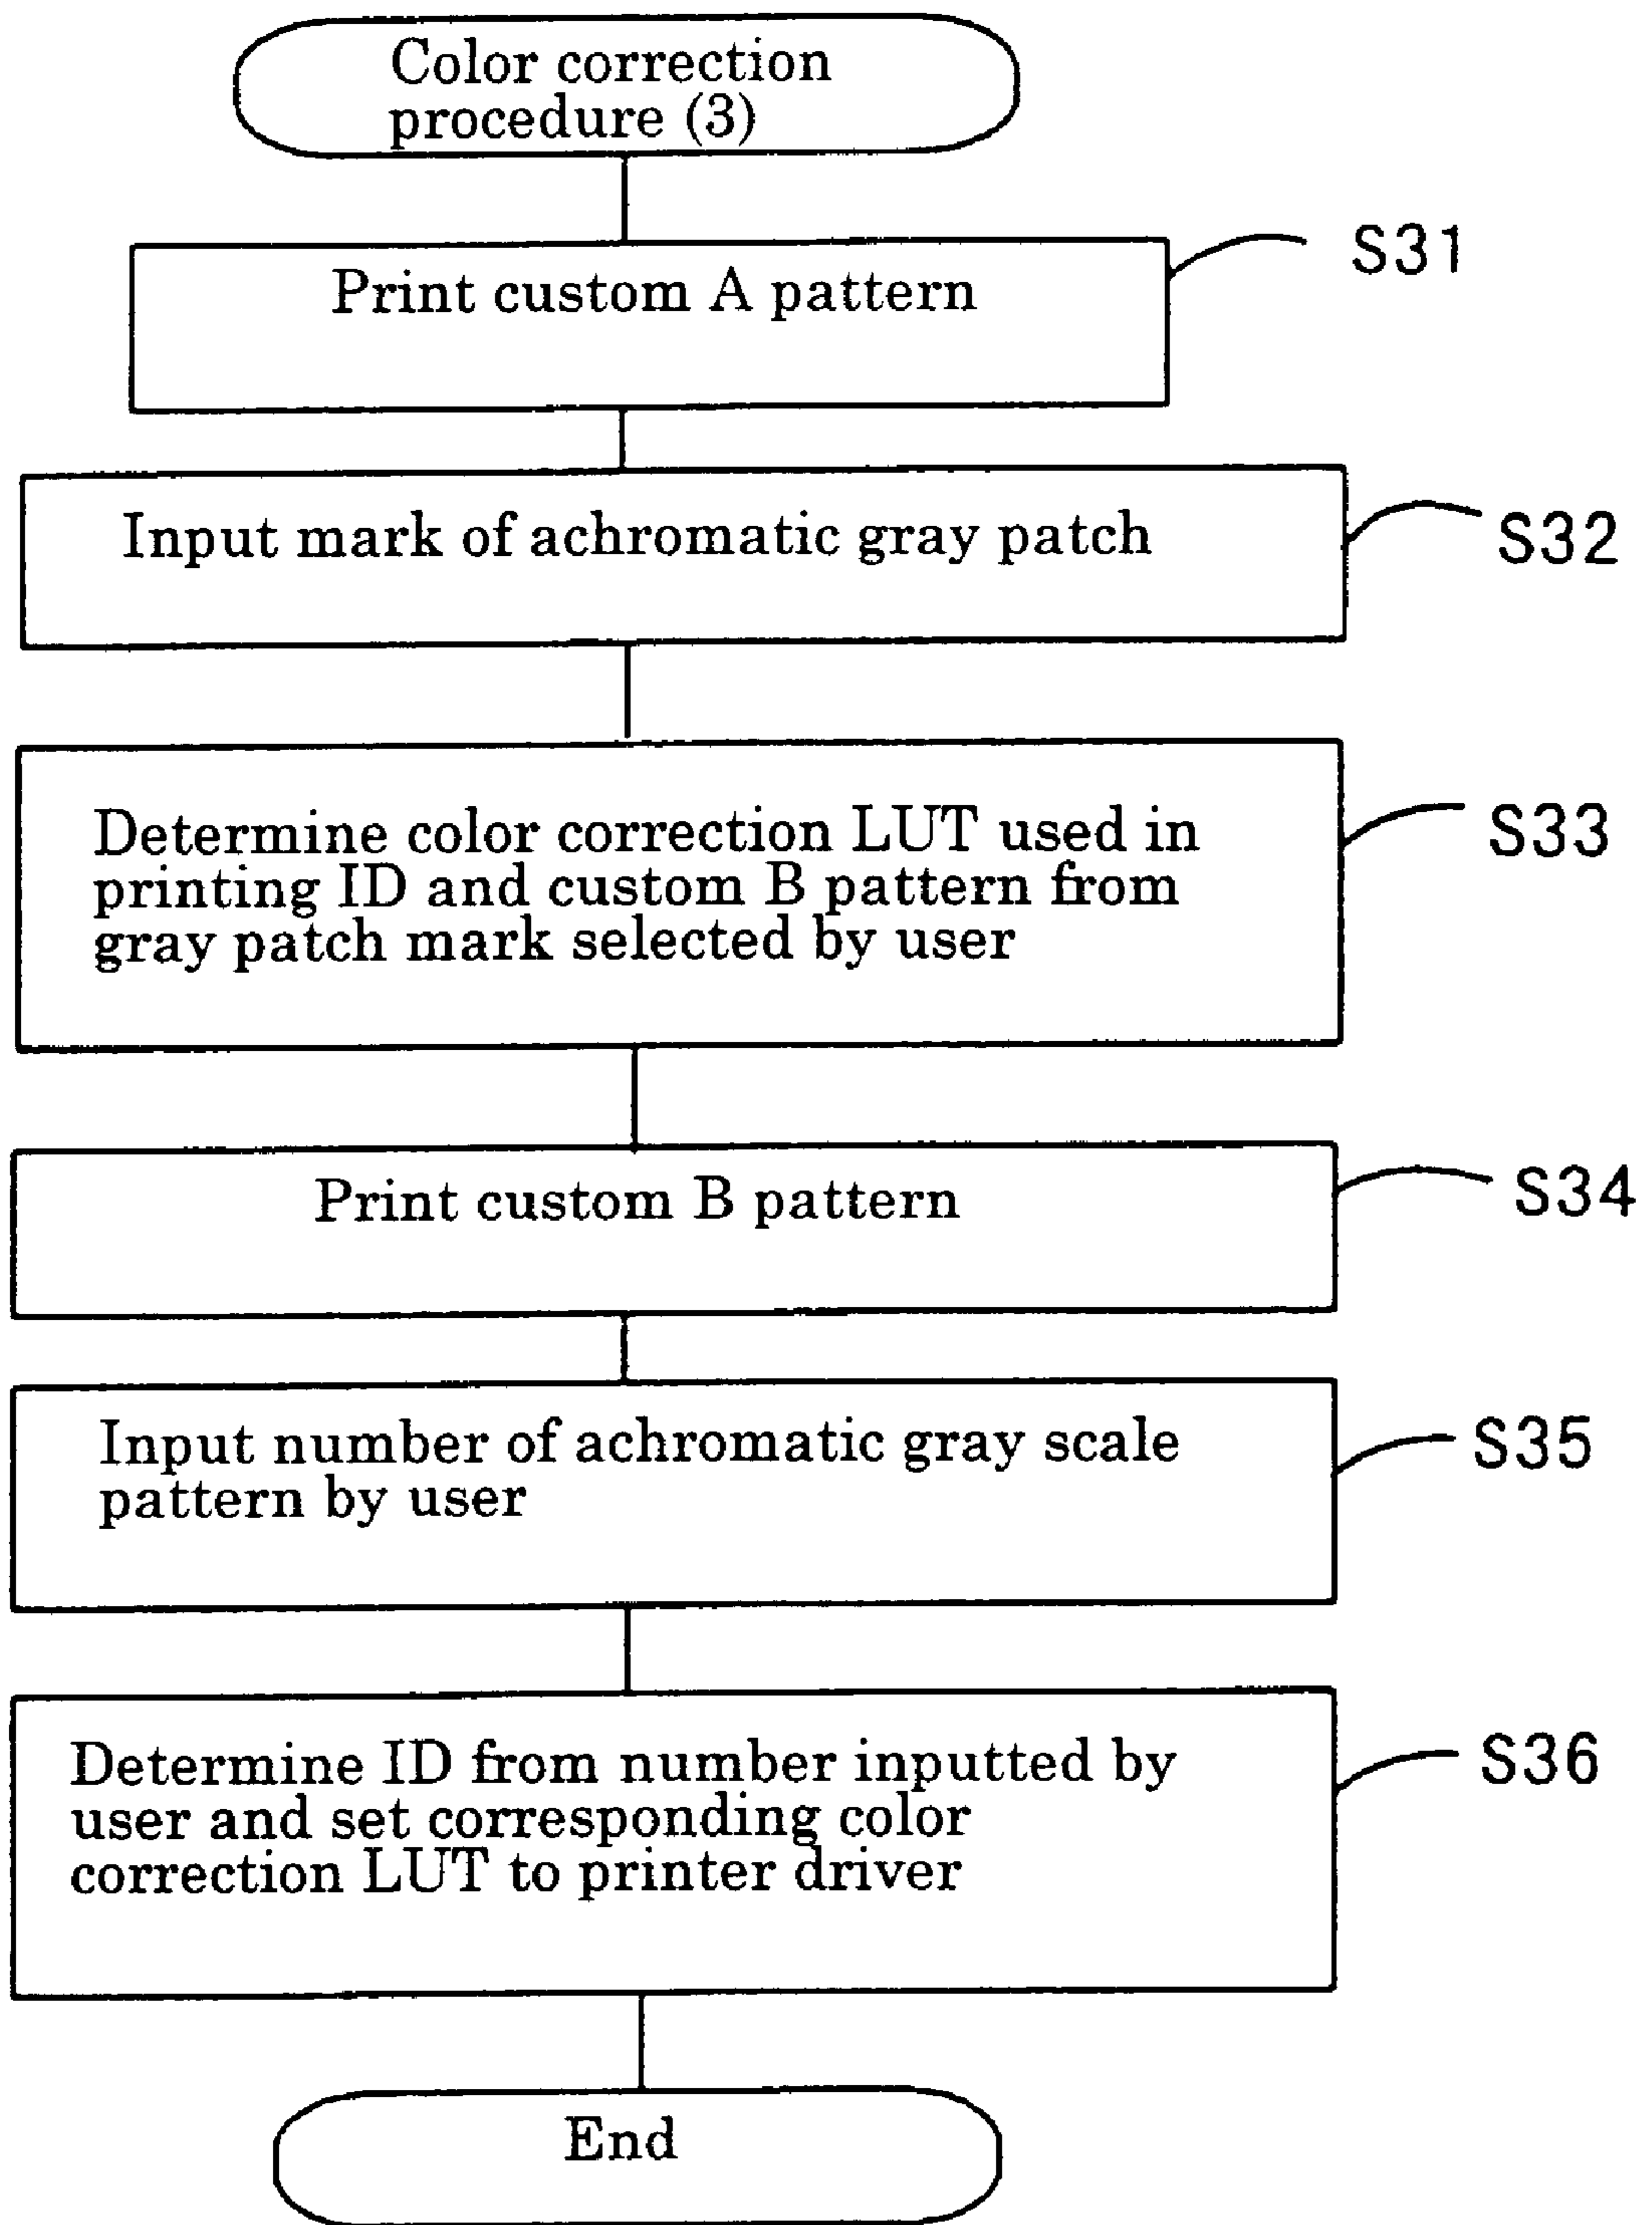 Color correction
procedure (3)
S31
Print custom A pattern
S32
Input mark of achromatic gray patch
S33
Determine color correction LUT used in
printing ID and custom B pattern from
gray patch mark selected by user
S34
Print custom B pattern
S35
Input number of achromatic gray scale
pattern by user
S36
Determine ID from number inputted by
user and set corresponding color
correction LUT to printer driver
End